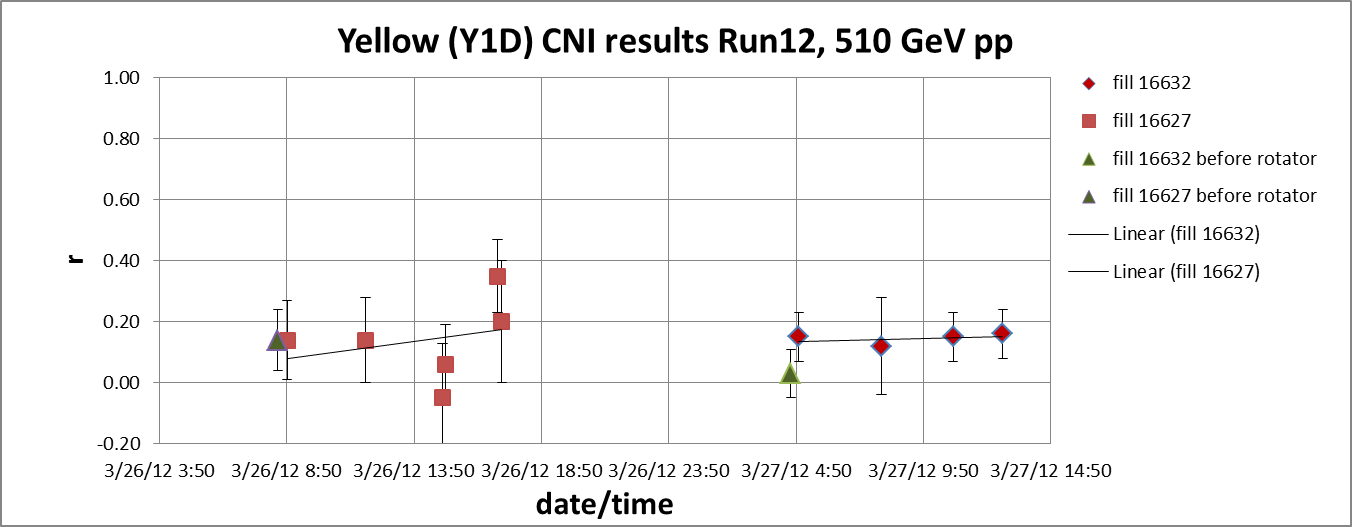 Yellow (Y1D) CNI results Run12, 510 GeV pp
1.00
0.80
0.60
0.40
0.20
0.00
-0.20
r
3/26/12 3:50 3/26/12 8:50 3/26/12 13:50 3/26/12 18:50 3/26/12 23:50 3/27/12 4:50 3/27/12 9:50 3/27/12 14:50
date/time
fill 16632
fill 16627
fill 16632 before rotator
fill 16627 before rotator
Linear (fill 16632)
Linear (fill 16627)